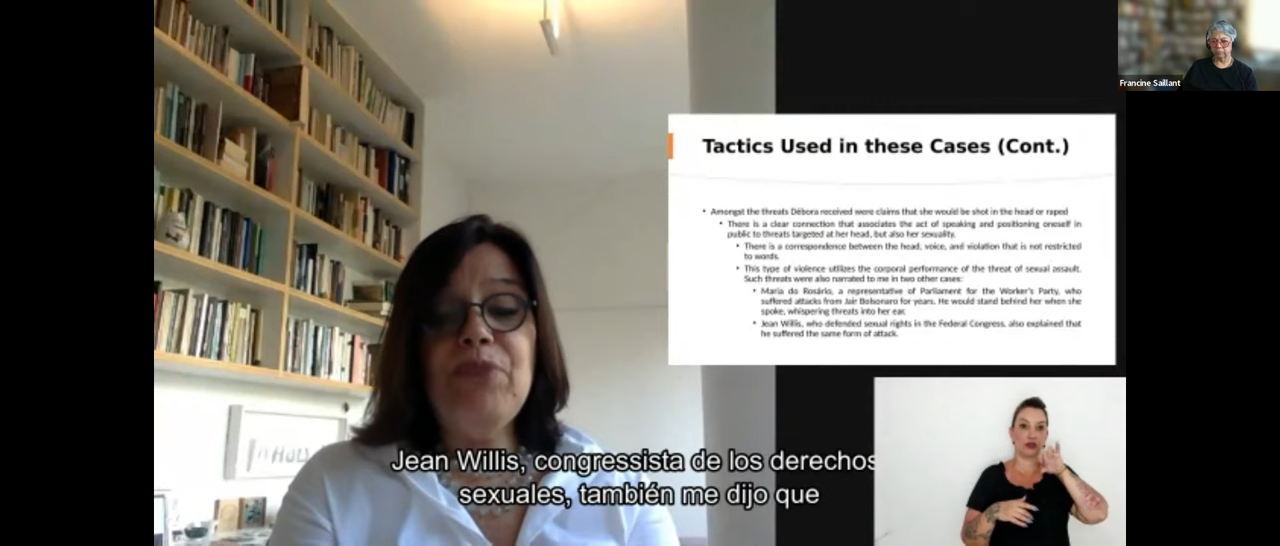 Francine Saillant
Tactics Used in these Cases (Cont.)
• Amongst the threats Débora received were claims that she would be shot in the head or raped
• There is a clear connection that associates the act of speaking and positioning oneself in
public to threats targeted at her head, but also her sexuality.
• There is a correspondence between the head, voice, and violation that is not restricted
to words.
• This type of violence utilizes the corporal performance of the threat of sexual assault.
Such threats were also narrated to me in two other cases:
• Maria do Rosário, a representative of Parliament for the Worker's Party, who
suffered attacks from Jair Bolsonaro for years. He would stand behind her when she
spoke, whispering threats into her ear.
• Jean Willis, who defended sexual rights in the Federal Congress, also explained that
he suffered the same form of attack.
Jean Willis, congressista de los derechos
sexuales, también me dijo que